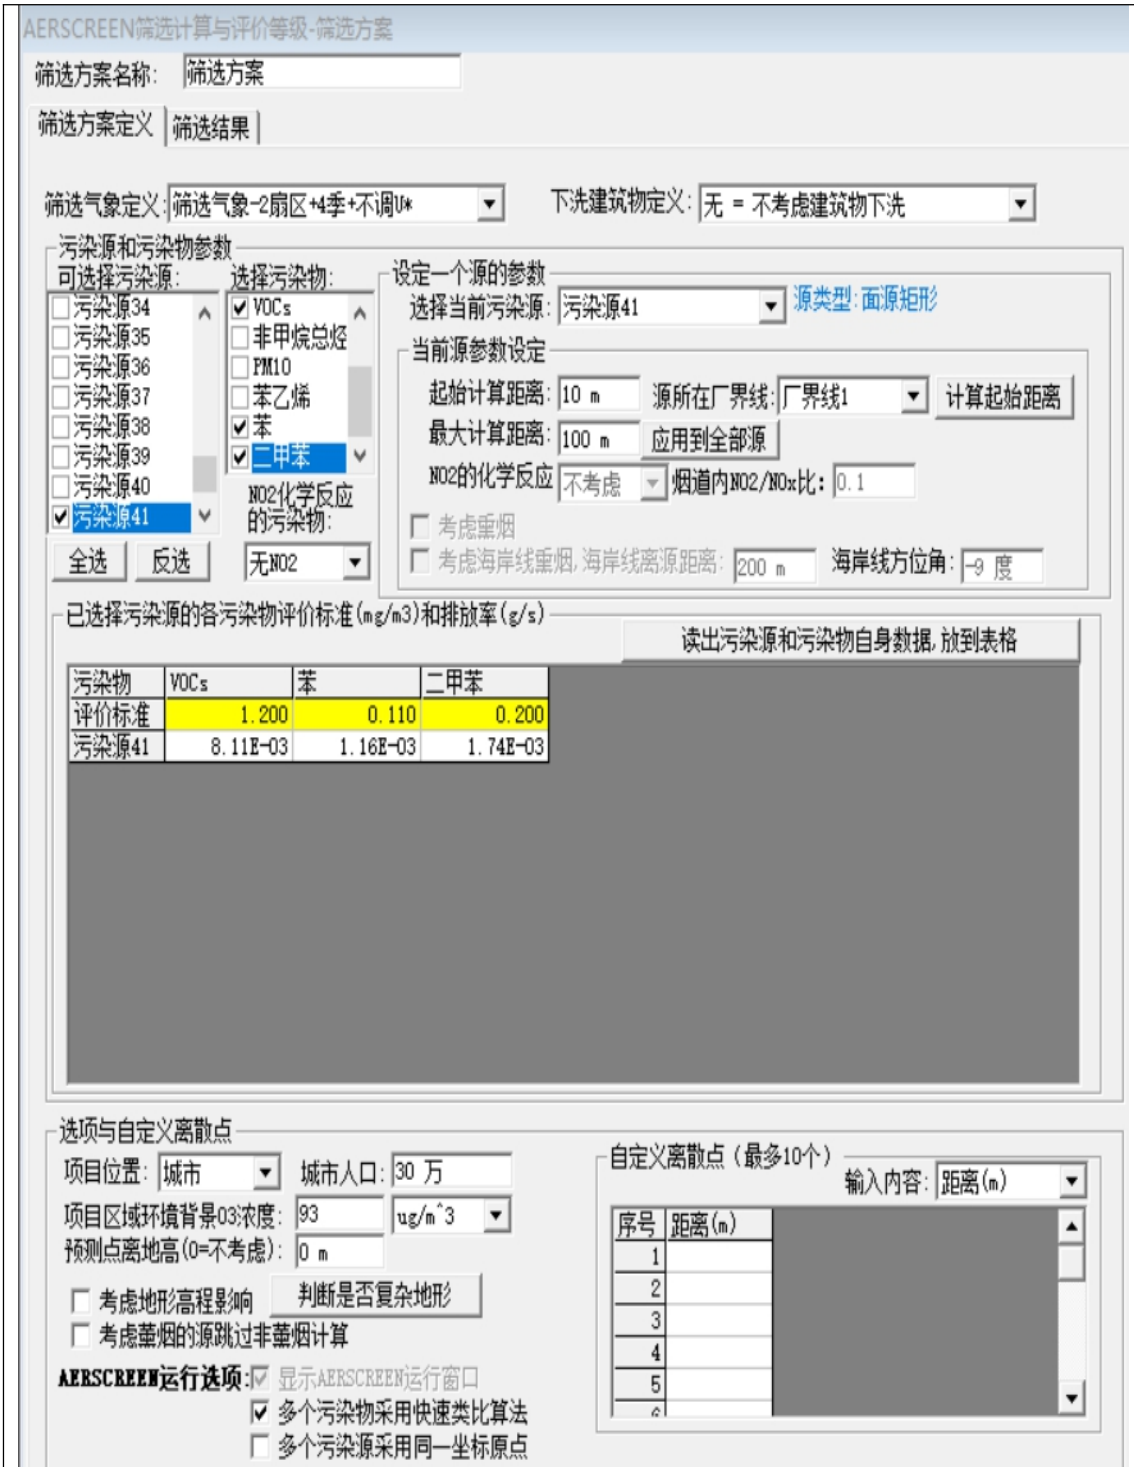 AERSCREEN筛选计算与评价等级-筛选方案
筛选方案名称: 筛选方案
筛选方案定义 筛选结果
筛选气象定义: 筛选气象-2扇区+4季+不调U* 下洗建筑物定义: 无 = 不考虑建筑物下洗
污染源和污染物参数
可选择污染源: 选择污染物:
污染源34
污染源35
污染源36
污染源37
污染源38
污染源39
污染源40
污染源41
全选 反选
VOCs
非甲烷总烃
PM10
苯乙烯
苯
二甲苯
NO2化学反应
的污染物:
无NO2
设定一个源的参数
选择当前污染源: 污染源41 源类型:面源矩形
当前源参数设定
起始计算距离: 10 m 源所在厂界线: 厂界线1 计算起始距离
最大计算距离: 100 m 应用到全部源
NO2的化学反应 不考虑 烟道内NO2/NOx比: 0.1
考虑熏烟
考虑海岸线熏烟,海岸线离源距离: 200 m 海岸线方位角: -9 度
已选择污染源的各污染物评价标准(mg/m3)和排放率(g/s)
读出污染源和污染物自身数据,放到表格
污染物 VOCs 苯 二甲苯
评价标准 1.200 0.110 0.200
污染源41 8.11E-03 1.16E-03 1.74E-03
选项与自定义离散点
项目位置: 城市 城市人口: 30 万
项目区域环境背景O3浓度: 93 ug/m^3
预测点离地高(0=不考虑): 0 m
考虑地形高程影响 判断是否复杂地形
考虑薰烟的源跳过非薰烟计算
AERSCREEN运行选项: 显示AERSCREEN运行窗口
多个污染物采用快速类比算法
多个污染源采用同一坐标原点
自定义离散点(最多10个)
输入内容: 距离(m)
序号 距离(m)
1
2
3
4
5
6